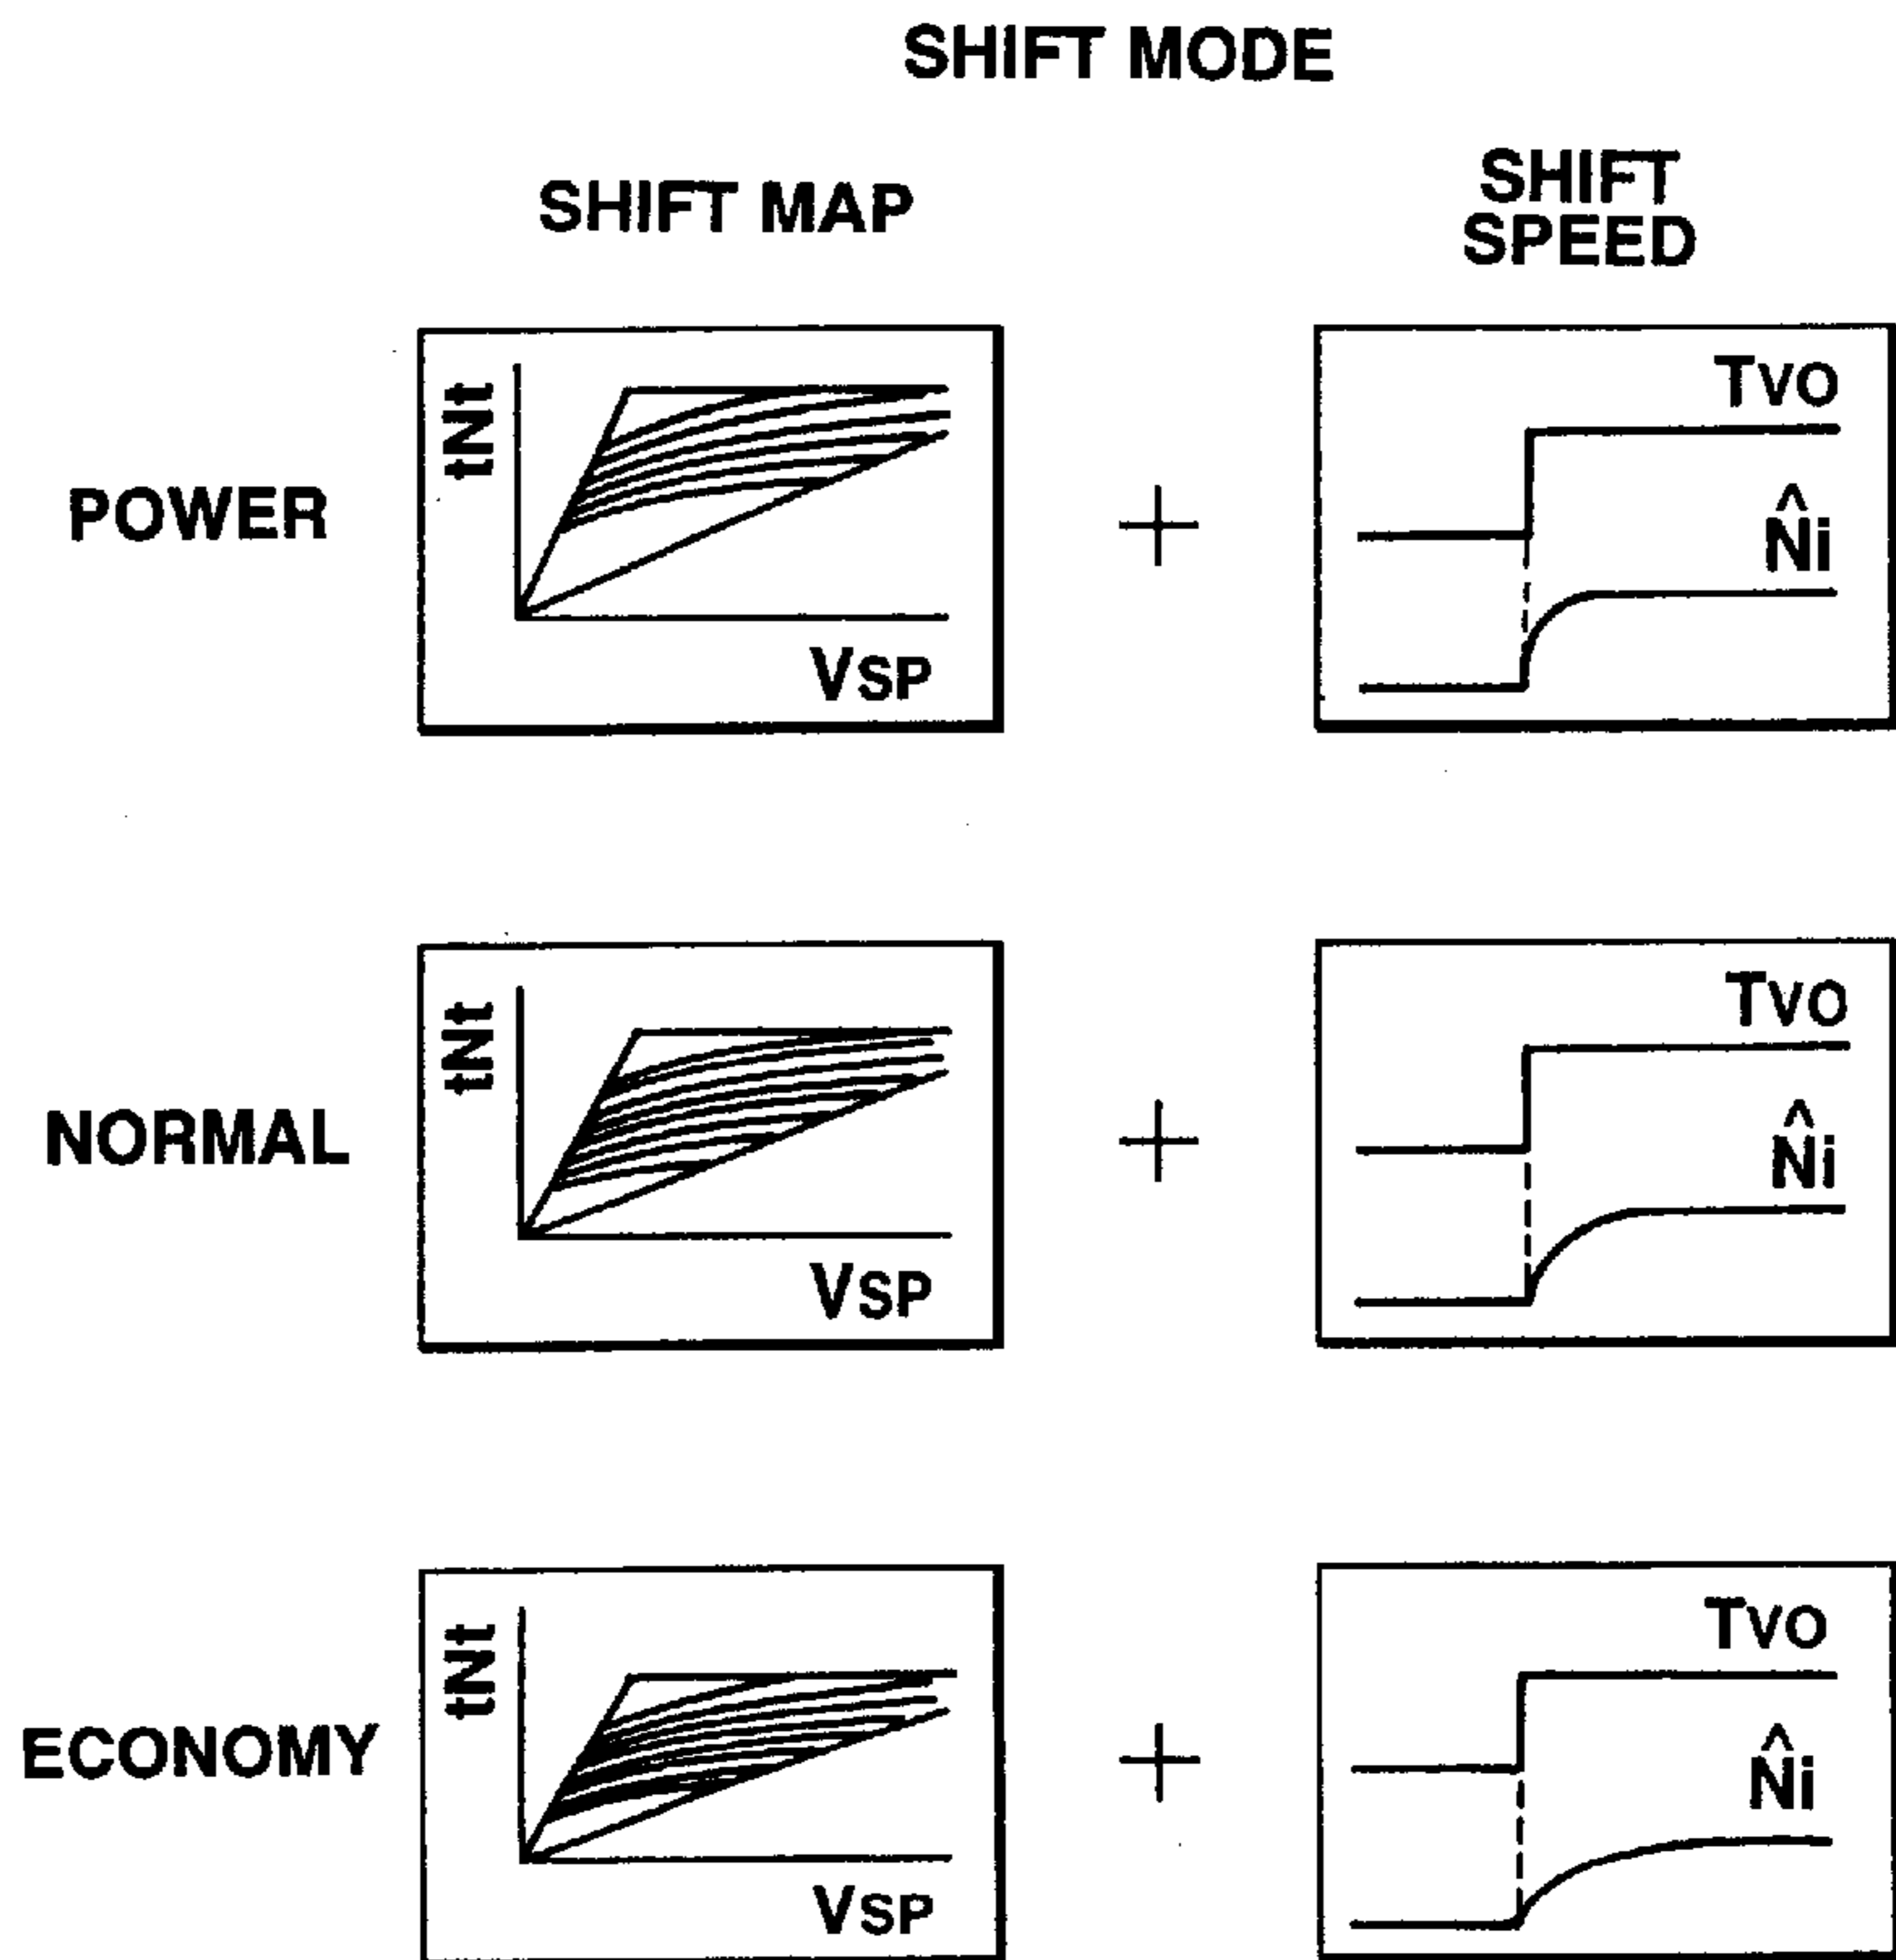 SHIFT MODE
SHIFT MAP
SHIFT
SPEED
POWER
tNt
VSP
+
TVO
N̂i
NORMAL
tNt
VSP
+
TVO
N̂i
ECONOMY
tNt
VSP
+
TVO
N̂i